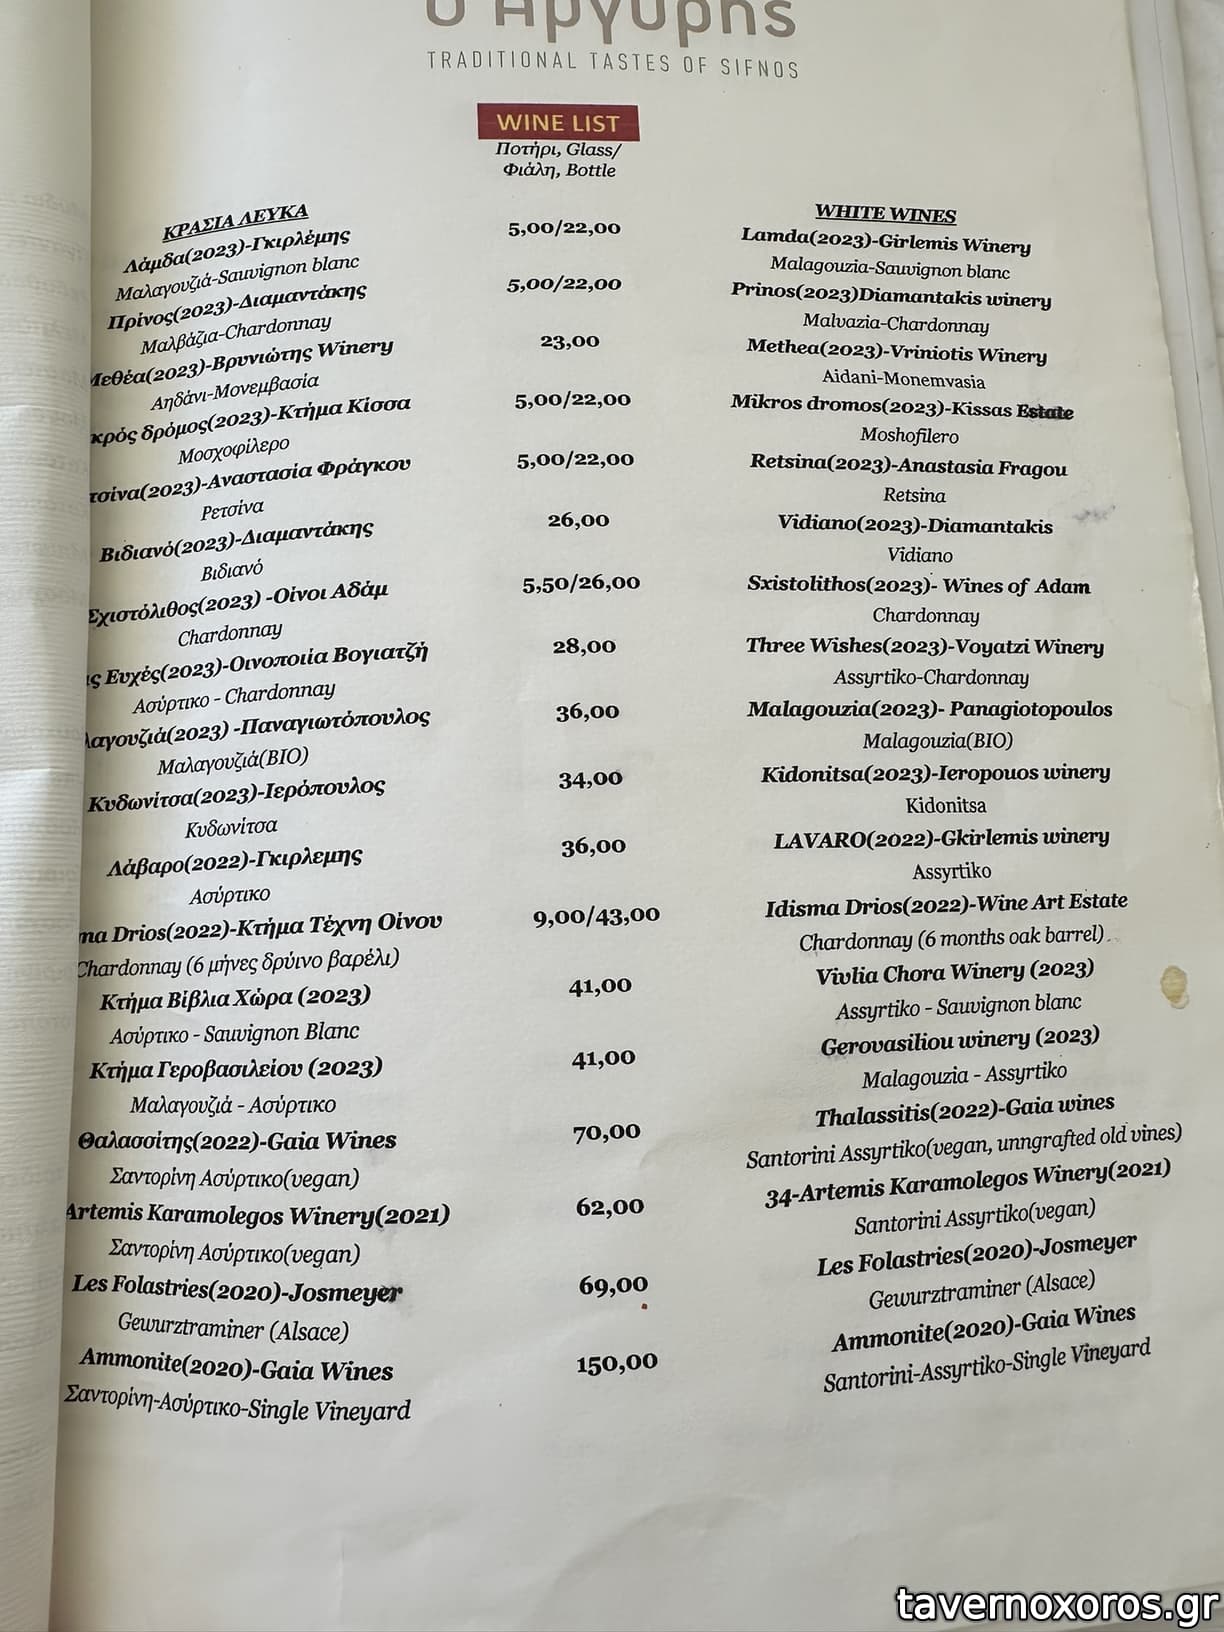 ο Αργύρης
TRADITIONAL TASTES OF SIFNOS
WINE LIST
Ποτήρι, Glass/
Φιάλη, Bottle
ΚΡΑΣΙΑ ΛΕΥΚΑ
WHITE WINES
Λάμδα(2023)-Γκιρλέμης 5,00/22,00 Lamda(2023)-Girlemis Winery
Μαλαγουζιά-Sauvignon blanc Malagouzia-Sauvignon blanc
Πρίνος(2023)-Διαμαντάκης 5,00/22,00 Prinos(2023)Diamantakis winery
Μαλβάζια-Chardonnay Malvazia-Chardonnay
Μεθέα(2023)-Βρυνιώτης Winery 23,00 Methea(2023)-Vriniotis Winery
Αηδάνι-Μονεμβασία Aidani-Monemvasia
κρός δρόμος(2023)-Κτήμα Κίσσα 5,00/22,00 Mikros dromos(2023)-Kissas Estate
Μοσχοφίλερο Moshofilero
τσίνα(2023)-Αναστασία Φράγκου 5,00/22,00 Retsina(2023)-Anastasia Fragou
Ρετσίνα Retsina
Βιδιανό(2023)-Διαμαντάκης 26,00 Vidiano(2023)-Diamantakis
Βιδιανό Vidiano
Σχιστόλιθος(2023) -Οίνοι Αδάμ 5,50/26,00 Sxistolithos(2023)- Wines of Adam
Chardonnay Chardonnay
ις Ευχές(2023)-Οινοποιία Βογιατζή 28,00 Three Wishes(2023)-Voyatzi Winery
Ασύρτικο - Chardonnay Assyrtiko-Chardonnay
λαγουζιά(2023) -Παναγιωτόπουλος 36,00 Malagouzia(2023)- Panagiotopoulos
Μαλαγουζιά(BIO) Malagouzia(BIO)
Κυδωνίτσα(2023)-Ιερόπουλος 34,00 Kidonitsa(2023)-Ieropouos winery
Κυδωνίτσα Kidonitsa
Λάβαρο(2022)-Γκιρλεμης 36,00 LAVARO(2022)-Gkirlemis winery
Ασύρτικο Assyrtiko
ma Drios(2022)-Κτήμα Τέχνη Οίνου 9,00/43,00 Idisma Drios(2022)-Wine Art Estate
Chardonnay (6 μήνες δρύινο βαρέλι) Chardonnay (6 months oak barrel).
Κτήμα Βίβλια Χώρα (2023) 41,00 Vivlia Chora Winery (2023)
Ασύρτικο - Sauvignon Blanc Assyrtiko - Sauvignon blanc
Κτήμα Γεροβασιλείου (2023) 41,00 Gerovasiliou winery (2023)
Μαλαγουζιά - Ασύρτικο Malagouzia - Assyrtiko
Θαλασσίτης(2022)-Gaia Wines 70,00 Thalassitis(2022)-Gaia wines
Σαντορίνη Ασύρτικο(vegan) Santorini Assyrtiko(vegan, unngrafted old vines)
Artemis Karamolegos Winery(2021) 62,00 34-Artemis Karamolegos Winery(2021)
Σαντορίνη Ασύρτικο(vegan) Santorini Assyrtiko(vegan)
Les Folastries(2020)-Josmeyer 69,00 Les Folastries(2020)-Josmeyer
Gewurztraminer (Alsace) Gewurztraminer (Alsace)
Ammonite(2020)-Gaia Wines 150,00 Ammonite(2020)-Gaia Wines
Σαντορίνη-Ασύρτικο-Single Vineyard Santorini-Assyrtiko-Single Vineyard
tavernoxoros.gr